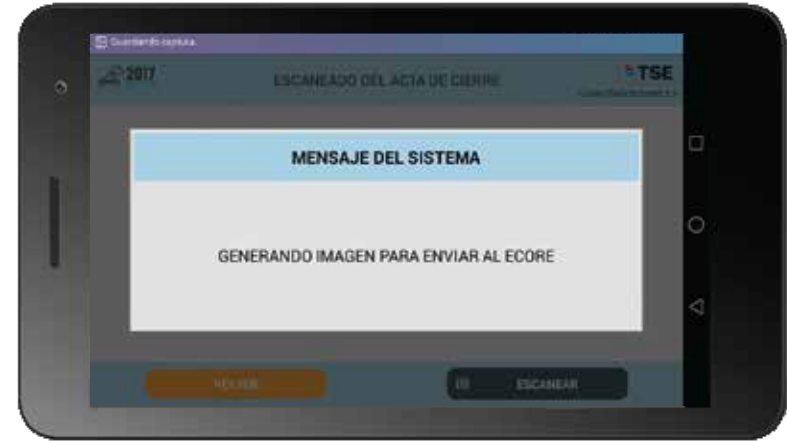 Guardando captura.
2017
ESCANEADO DEL ACTA DE CIERRE
TSE
MENSAJE DEL SISTEMA
GENERANDO IMAGEN PARA ENVIAR AL ECORE
ESCANEAR